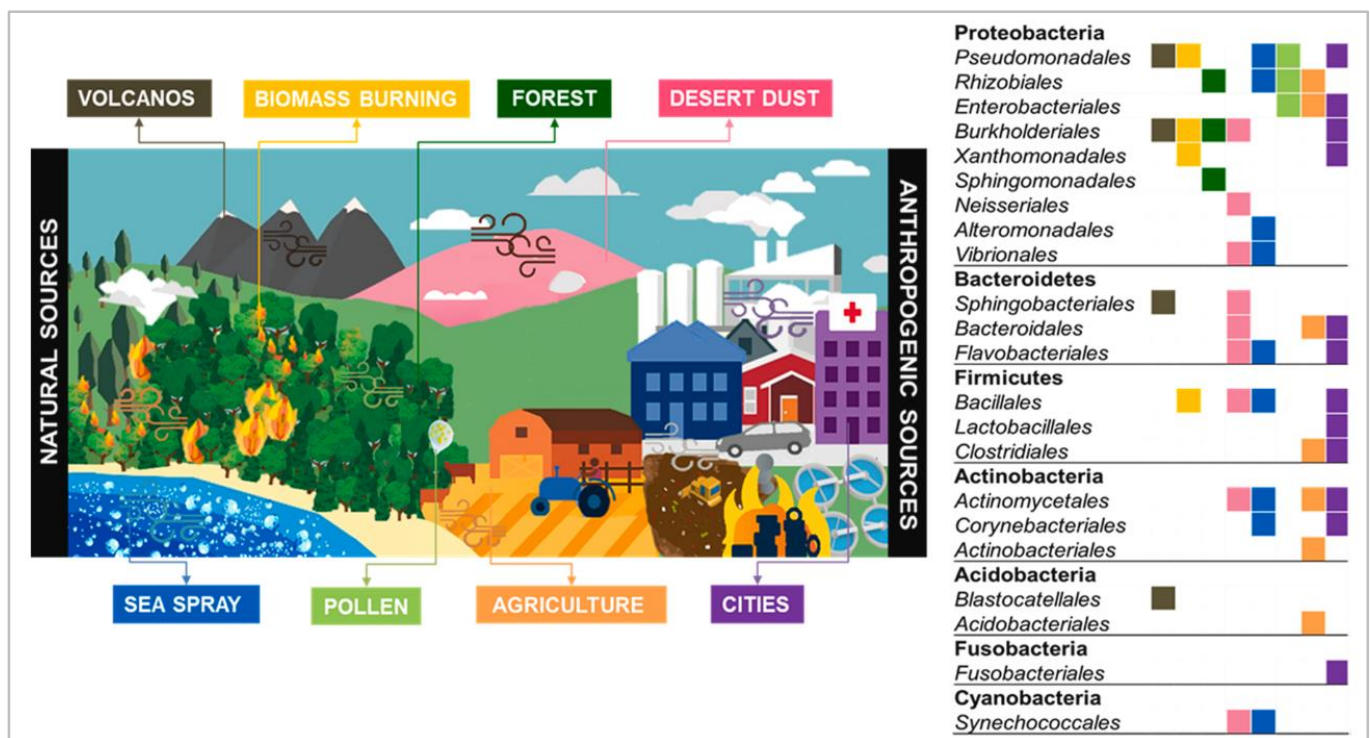 VOLCANOS
BIOMASS BURNING
FOREST
DESERT DUST
NATURAL SOURCES
ANTHROPOGENIC SOURCES
SEA SPRAY
POLLEN
AGRICULTURE
CITIES
Proteobacteria
Pseudomonadales
Rhizobiales
Enterobacteriales
Burkholderiales
Xanthomonadales
Sphingomonadales
Neisseriales
Alteromonadales
Vibrionales
Bacteroidetes
Sphingobacteriales
Bacteroidales
Flavobacteriales
Firmicutes
Bacillales
Lactobacillales
Clostridiales
Actinobacteria
Actinomycetales
Corynebacteriales
Actinobacteriales
Acidobacteria
Blastocatellales
Acidobacteriales
Fusobacteria
Fusobacteriales
Cyanobacteria
Synechococcales